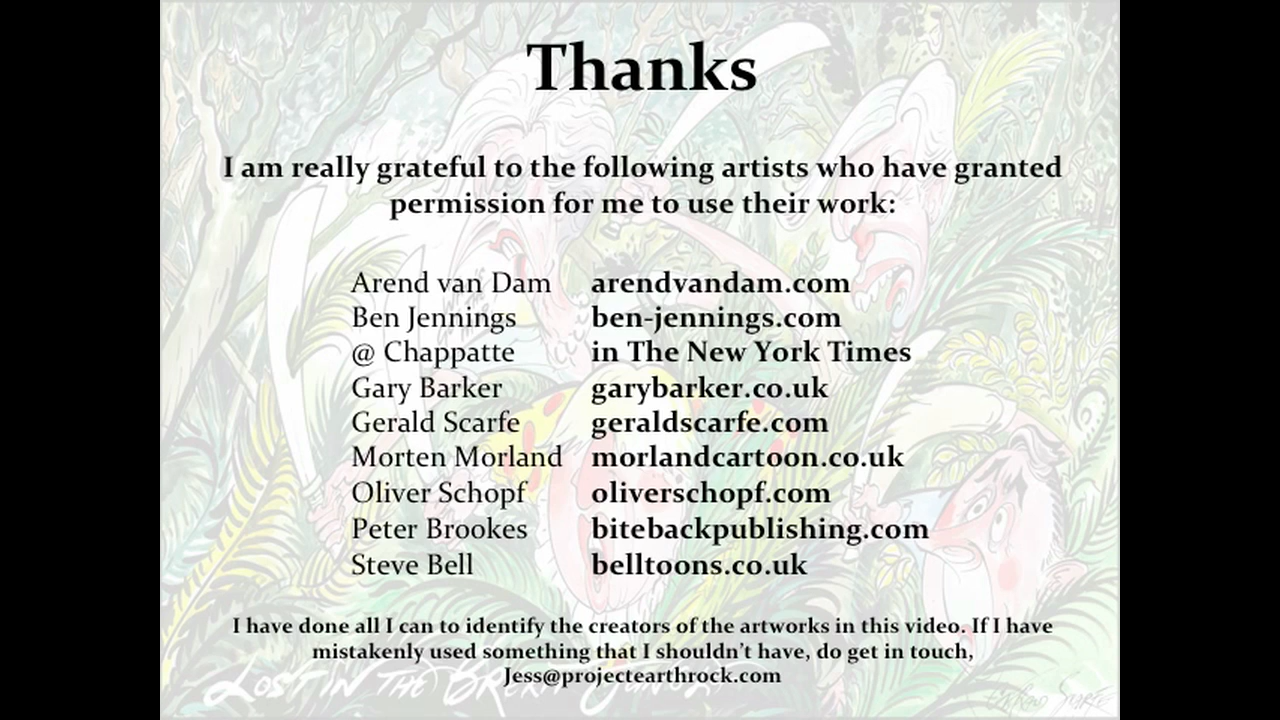 Thanks
I am really grateful to the following artists who have granted
permission for me to use their work:
Arend van Dam arendvandam.com
Ben Jennings ben-jennings.com
@ Chappatte in The New York Times
Gary Barker garybarker.co.uk
Gerald Scarfe geraldscarfe.com
Morten Morland morlandcartoon.co.uk
Oliver Schopf oliverschopf.com
Peter Brookes bitebackpublishing.com
Steve Bell belltoons.co.uk
I have done all I can to identify the creators of the artworks in this video. If I have
mistakenly used something that I shouldn’t have, do get in touch,
Jess@projectearthrock.com
LOST IN THE